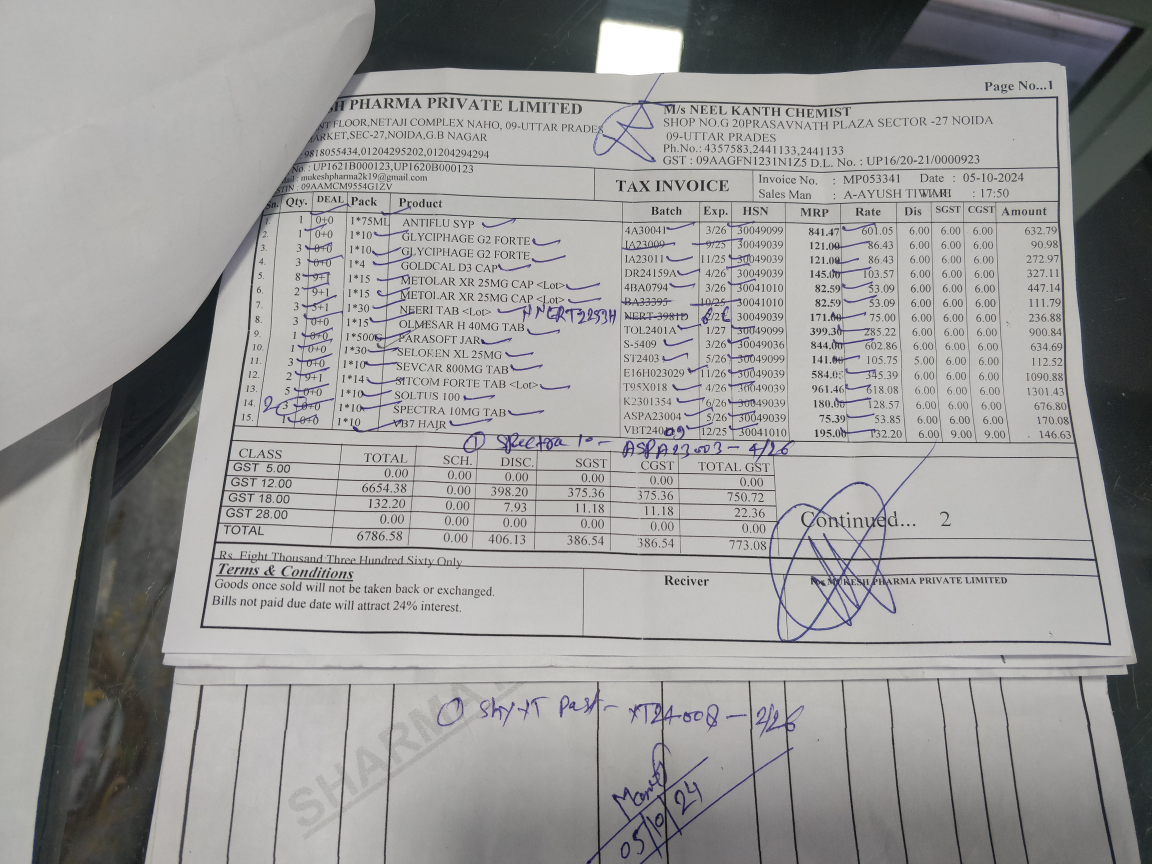 Page No...1
SH PHARMA PRIVATE LIMITED
NT FLOOR,NETAJI COMPLEX NAHO, 09-UTTAR PRADES
MARKET,SEC-27,NOIDA,G.B NAGAR
9818055434,01204295202,01204294294
No. : UP1621B000123,UP1620B000123
mail : mukeshpharma2k19@gmail.com
GSTIN : 09AAMCM9554G1ZV
M/s NEEL KANTH CHEMIST
SHOP NO.G 20PRASAVNATH PLAZA SECTOR -27 NOIDA
09-UTTAR PRADES
Ph.No.: 4357583,2441133,2441133
GST : 09AAGFN1231N1Z5 D.L. No. : UP16/20-21/0000923
TAX INVOICE
Invoice No. : MP053341 Date : 05-10-2024
Sales Man : A-AYUSH TIWARI : 17:50
Sn. Qty. DEAL Pack Product Batch Exp. HSN MRP Rate Dis SGST CGST Amount
1. 1 0+0 1*75ML ANTIFLU SYP 4A30041 3/26 30049099 841.47 601.05 6.00 6.00 6.00 632.79
2. 1 0+0 1*10 GLYCIPHAGE G2 FORTE IA23009 9/25 30049039 121.00 86.43 6.00 6.00 6.00 90.98
3. 3 0+0 1*10 GLYCIPHAGE G2 FORTE IA23011 11/25 30049039 121.00 86.43 6.00 6.00 6.00 272.97
4. 3 0+0 1*4 GOLDCAL D3 CAP DR24159A 4/26 30049039 145.00 103.57 6.00 6.00 6.00 327.11
5. 8 9+1 1*15 METOLAR XR 25MG CAP <Lot> 4BA0794 3/26 30041010 82.59 53.09 6.00 6.00 6.00 447.14
6. 2 9+1 1*15 METOLAR XR 25MG CAP <Lot> BA33395 10/25 30041010 82.59 53.09 6.00 6.00 6.00 111.79
7. 3 5+1 1*30 NEERI TAB <Lot> NNERT2253H NERT-3981D 30049039 171.00 75.00 6.00 6.00 6.00 236.88
8. 3 0+0 1*15 OLMESAR H 40MG TAB TOL2401A 1/27 30049099 399.30 285.22 6.00 6.00 6.00 900.84
9. 1 0+0 1*500G PARASOFT JAR S-5409 3/26 30049036 844.00 602.86 6.00 6.00 6.00 634.69
10. 1 0+0 1*30 SELOKEN XL 25MG ST2403 5/26 30049099 141.00 105.75 5.00 6.00 6.00 112.52
11. 3 0+0 1*10 SEVCAR 800MG TAB E16H023029 11/26 30049039 584.05 345.39 6.00 6.00 6.00 1090.88
12. 2 9+1 1*14 SITCOM FORTE TAB <Lot> T95X018 4/26 30049039 961.46 618.08 6.00 6.00 6.00 1301.43
13. 5 0+0 1*10 SOLTUS 100 K2301354 6/26 30049039 180.00 128.57 6.00 6.00 6.00 676.80
14. 2 3 0+0 1*10 SPECTRA 10MG TAB ASPA23004 5/26 30049039 75.39 53.85 6.00 6.00 6.00 170.08
15. 1 0+0 1*10 VB7 HAIR 12/25 30041010 195.00 132.20 6.00 9.00 9.00 146.63
① Spectra 10 - ASPA23003 - 4/26
CLASS TOTAL SCH. DISC. SGST CGST TOTAL GST
GST 5.00 0.00 0.00 0.00 0.00 0.00 0.00
GST 12.00 6654.38 0.00 398.20 375.36 375.36 750.72
GST 18.00 132.20 0.00 7.93 11.18 11.18 22.36
GST 28.00 0.00 0.00 0.00 0.00 0.00 0.00
TOTAL 6786.58 0.00 406.13 386.54 386.54 773.08
Continued... 2
Rs. Eight Thousand Three Hundred Sixty Only
Terms & Conditions
Goods once sold will not be taken back or exchanged.
Bills not paid due date will attract 24% interest.
Reciver
MUKESH PHARMA PRIVATE LIMITED
XT24008 - 2/26
SHARMA
05/10/24